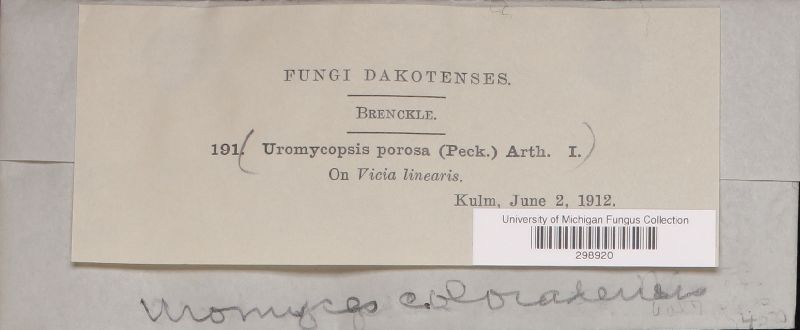 FUNGI DAKOTENSES.
BRENCKLE.
191. (Uromycopsis porosa (Peck.) Arth. I.)
On Vicia linearis.
Kulm, June 2, 1912.
University of Michigan Fungus Collection
298920
Uromyces coloradensis